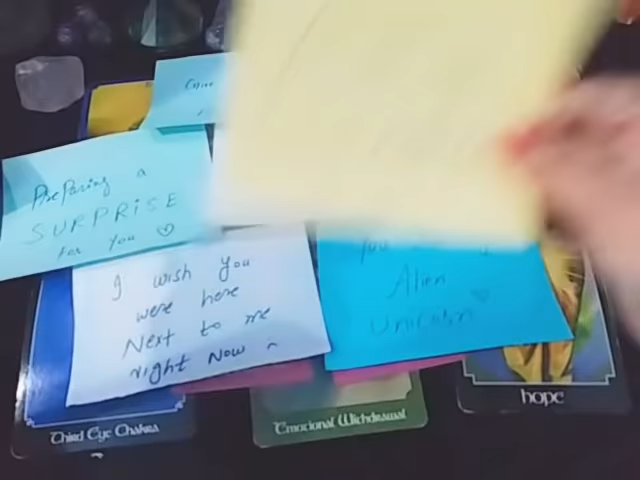 Preparing a
SURPRISE
For You ♡
I wish you
were here
Next to me
right Now ~
you
Alien
Unicorn ♡
Third Eye Chakra
Emotional Withdrawal
hope